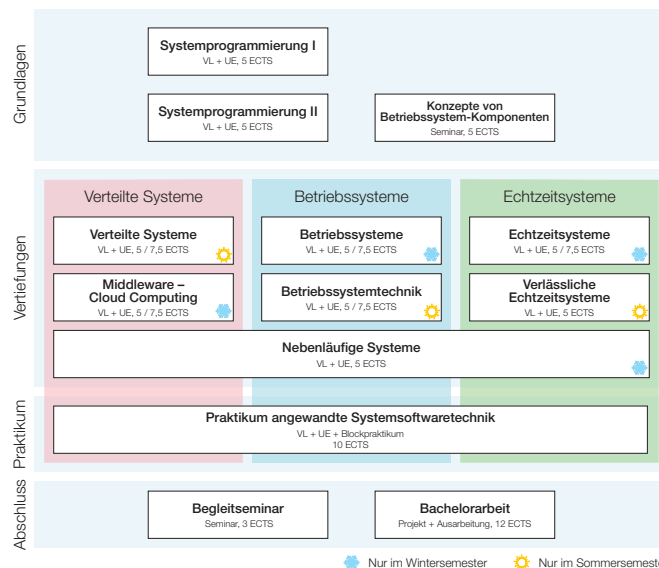 Grundlagen
Systemprogrammierung I
VL + UE, 5 ECTS
Systemprogrammierung II
VL + UE, 5 ECTS
Konzepte von
Betriebssystem-Komponenten
Seminar, 5 ECTS
Vertiefungen
Verteilte Systeme
Betriebssysteme
Echtzeitsysteme
Verteilte Systeme
VL + UE, 5 / 7,5 ECTS
Betriebssysteme
VL + UE, 5 / 7,5 ECTS
Echtzeitsysteme
VL + UE, 5 / 7,5 ECTS
Middleware –
Cloud Computing
VL + UE, 5 / 7,5 ECTS
Betriebssystemtechnik
VL + UE, 5 / 7,5 ECTS
Verlässliche
Echtzeitsysteme
VL + UE, 5 ECTS
Nebenläufige Systeme
VL + UE, 5 ECTS
Praktikum
Praktikum angewandte Systemsoftwaretechnik
VL + UE + Blockpraktikum
10 ECTS
Abschluss
Begleitseminar
Seminar, 3 ECTS
Bachelorarbeit
Projekt + Ausarbeitung, 12 ECTS
Nur im Wintersemester
Nur im Sommersemeste